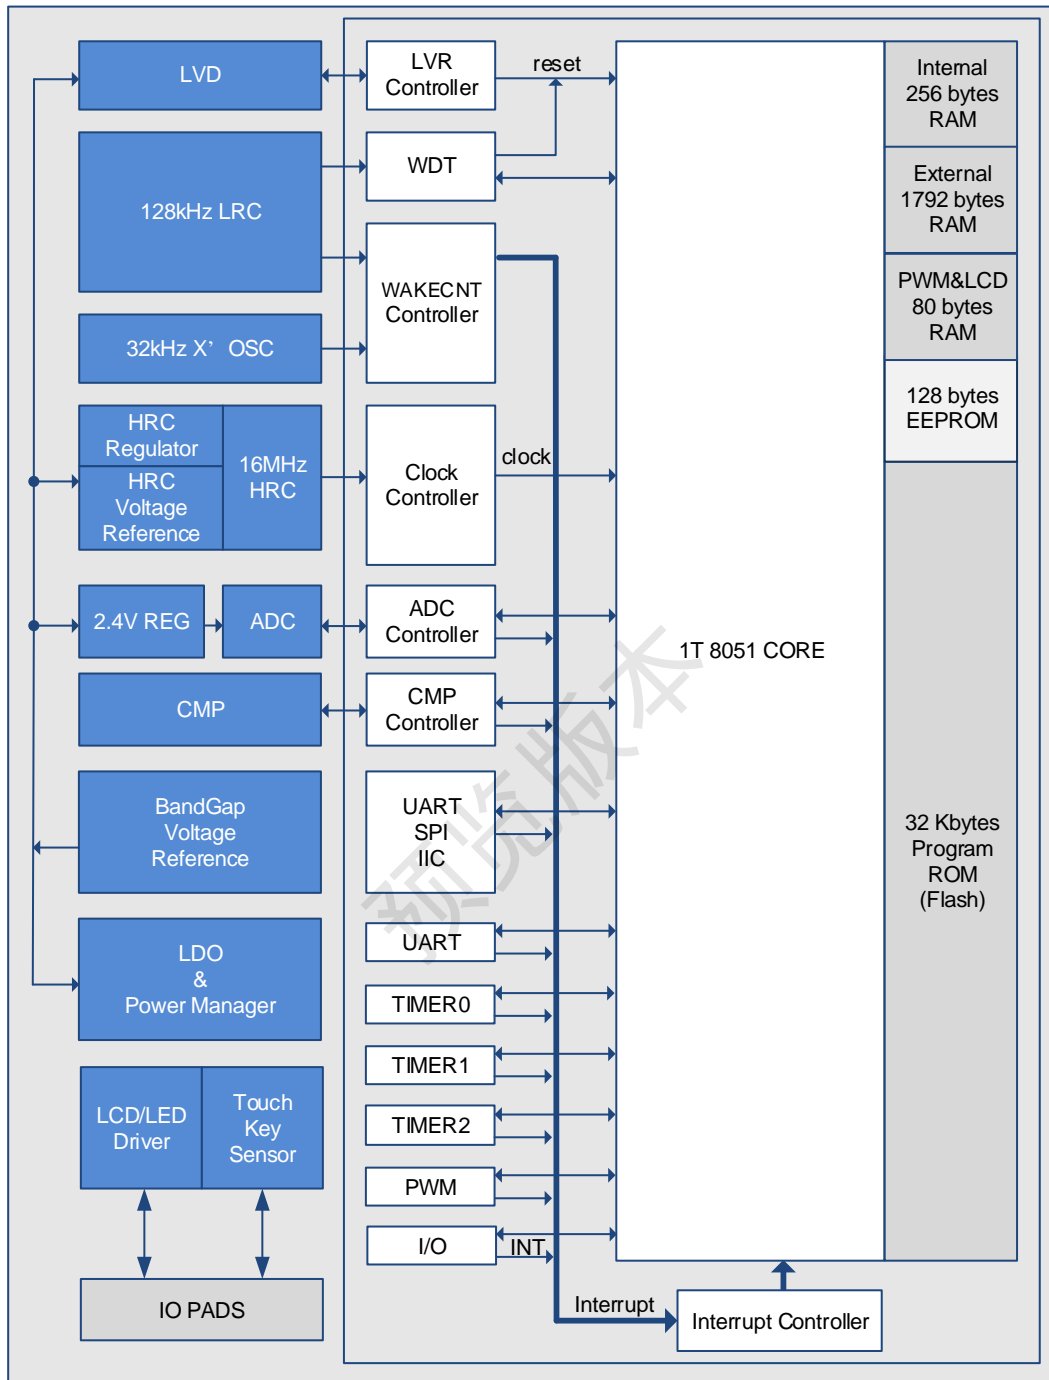 LVD
LVR
Controller
reset
Internal
256 bytes
RAM
128kHz LRC
WDT
External
1792 bytes
RAM
WAKECNT
Controller
PWM&LCD
80 bytes
RAM
32kHz X’ OSC
128 bytes
EEPROM
HRC
Regulator
HRC
Voltage
Reference
16MHz
HRC
Clock
Controller
clock
2.4V REG
ADC
ADC
Controller
1T 8051 CORE
CMP
CMP
Controller
BandGap
Voltage
Reference
UART
SPI
IIC
32 Kbytes
Program
ROM
(Flash)
UART
LDO
&
Power Manager
TIMER0
TIMER1
LCD/LED
Driver
Touch
Key
Sensor
TIMER2
PWM
I/O
INT
IO PADS
Interrupt
Interrupt Controller
预览版本